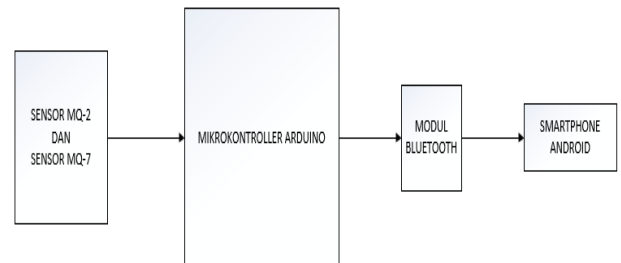 SENSOR MQ-2
DAN
SENSOR MQ-7
MIKROKONTROLLER ARDUINO
MODUL
BLUETOOTH
SMARTPHONE
ANDROID